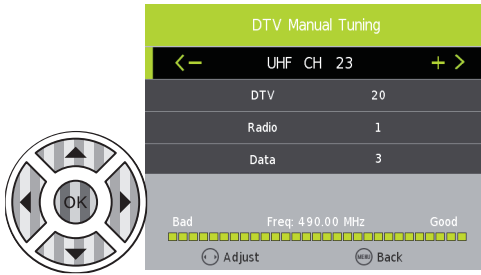 DTV Manual Tuning
UHF CH 23
DTV 20
Radio 1
Data 3
Bad Freq: 490.00 MHz Good
MENU
Adjust Back
OK